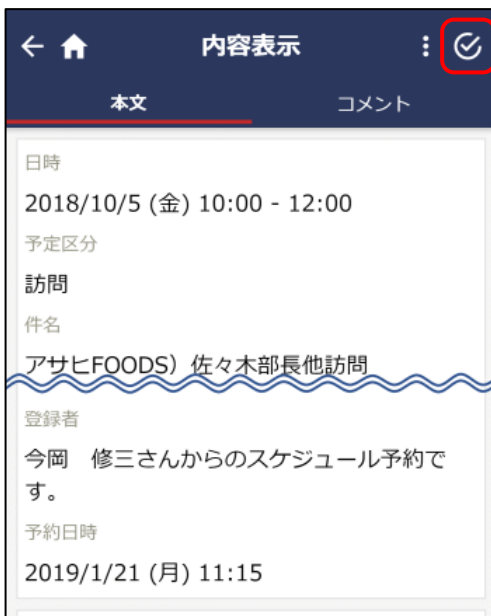 内容表示
本文 コメント
日時
2018/10/5 (金) 10:00 - 12:00
予定区分
訪問
件名
アサヒFOODS）佐々木部長他訪問
登録者
今岡　修三さんからのスケジュール予約で
す。
予約日時
2019/1/21 (月) 11:15